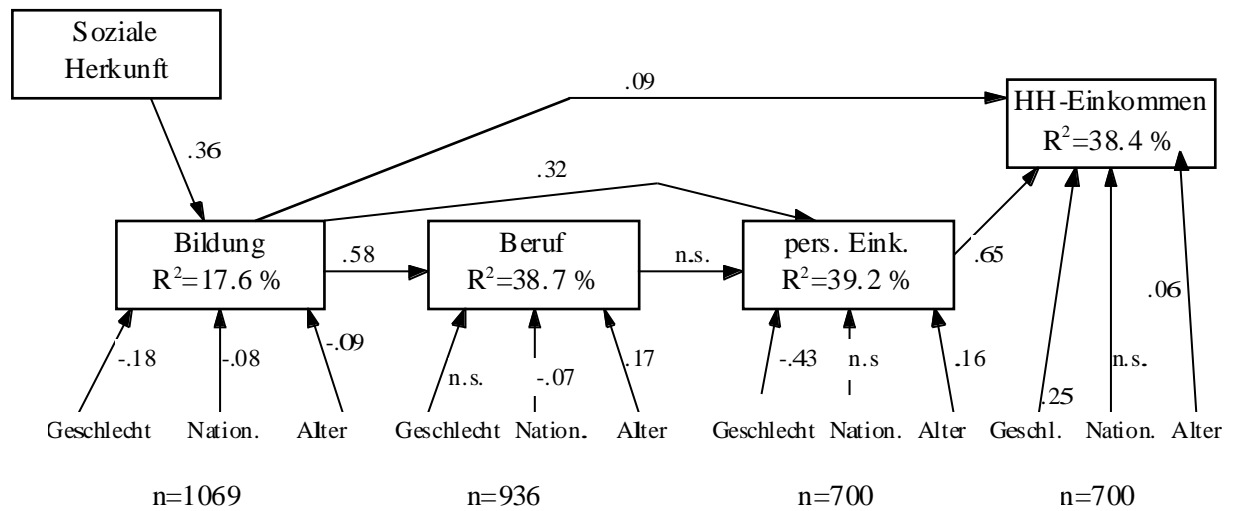 Soziale
Herkunft
.09
HH-Einkommen
R²=38.4 %
.36
.32
Bildung
R²=17.6 %
.58
Beruf
R²=38.7 %
n.s.
pers. Eink.
R²=39.2 %
.65
.06
-.18
-.08
-.09
n.s.
-.07
.17
-.43
n.s
.16
.25
n.s.
Geschlecht Nation. Alter
Geschlecht Nation. Alter
Geschlecht Nation. Alter
Geschl. Nation. Alter
n=1069
n=936
n=700
n=700